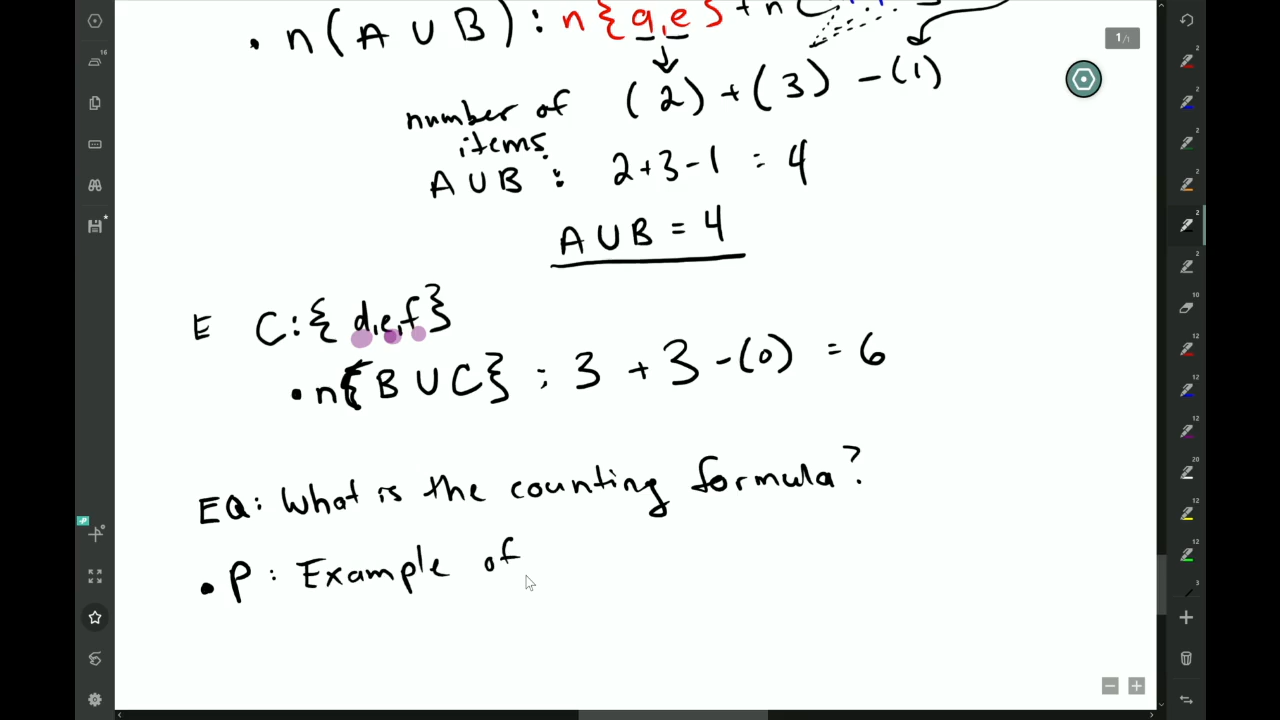 • n(A ∪ B): n{a,e} + n
(2) + (3) - (1)
number of
items.
A ∪ B : 2+3-1 = 4
A ∪ B = 4
E C:{d,e,f}
• n{B ∪ C} : 3 + 3 - (0) = 6
EQ: What is the counting formula?
• P: Example of
1/1